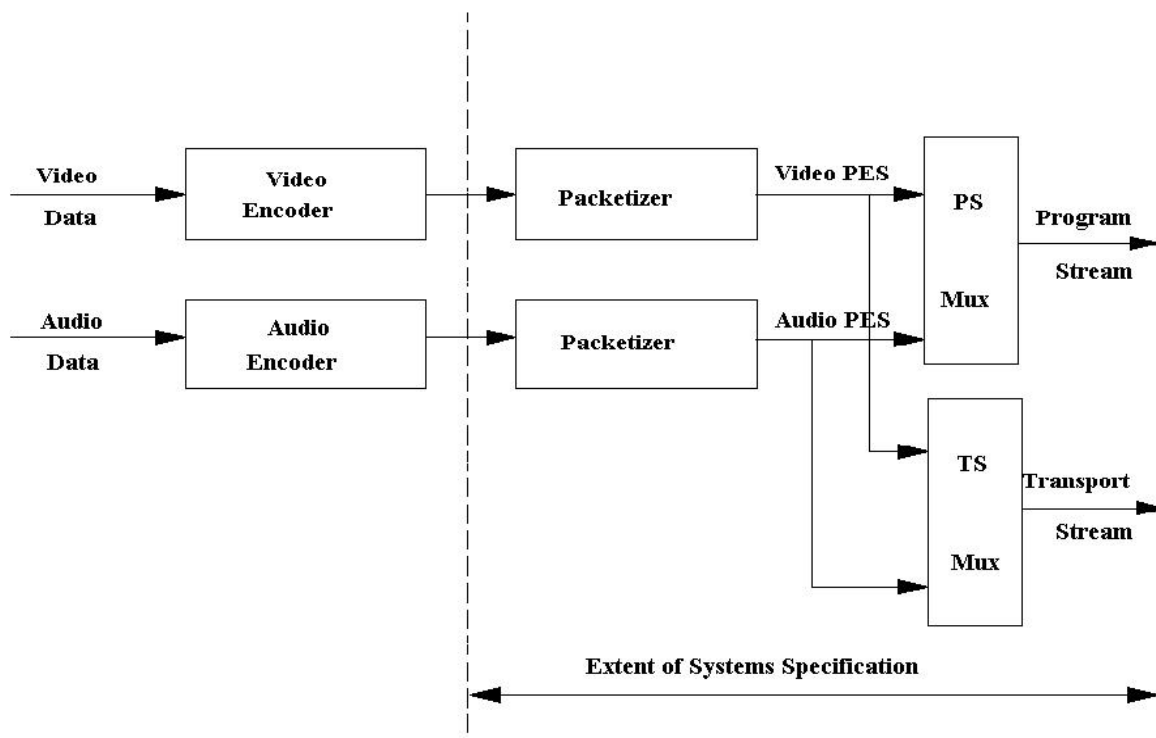 Video
Data
Video
Encoder
Packetizer
Video PES
PS
Mux
Program
Stream
Audio
Data
Audio
Encoder
Packetizer
Audio PES
TS
Mux
Transport
Stream
Extent of Systems Specification